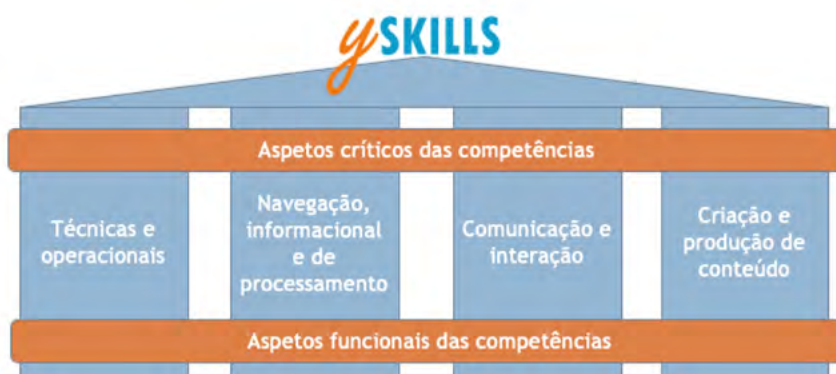 ySKILLS
Aspetos críticos das competências
Técnicas e
operacionais
Navegação,
informacional
e de
processamento
Comunicação e
interação
Criação e
produção de
conteúdo
Aspetos funcionais das competências